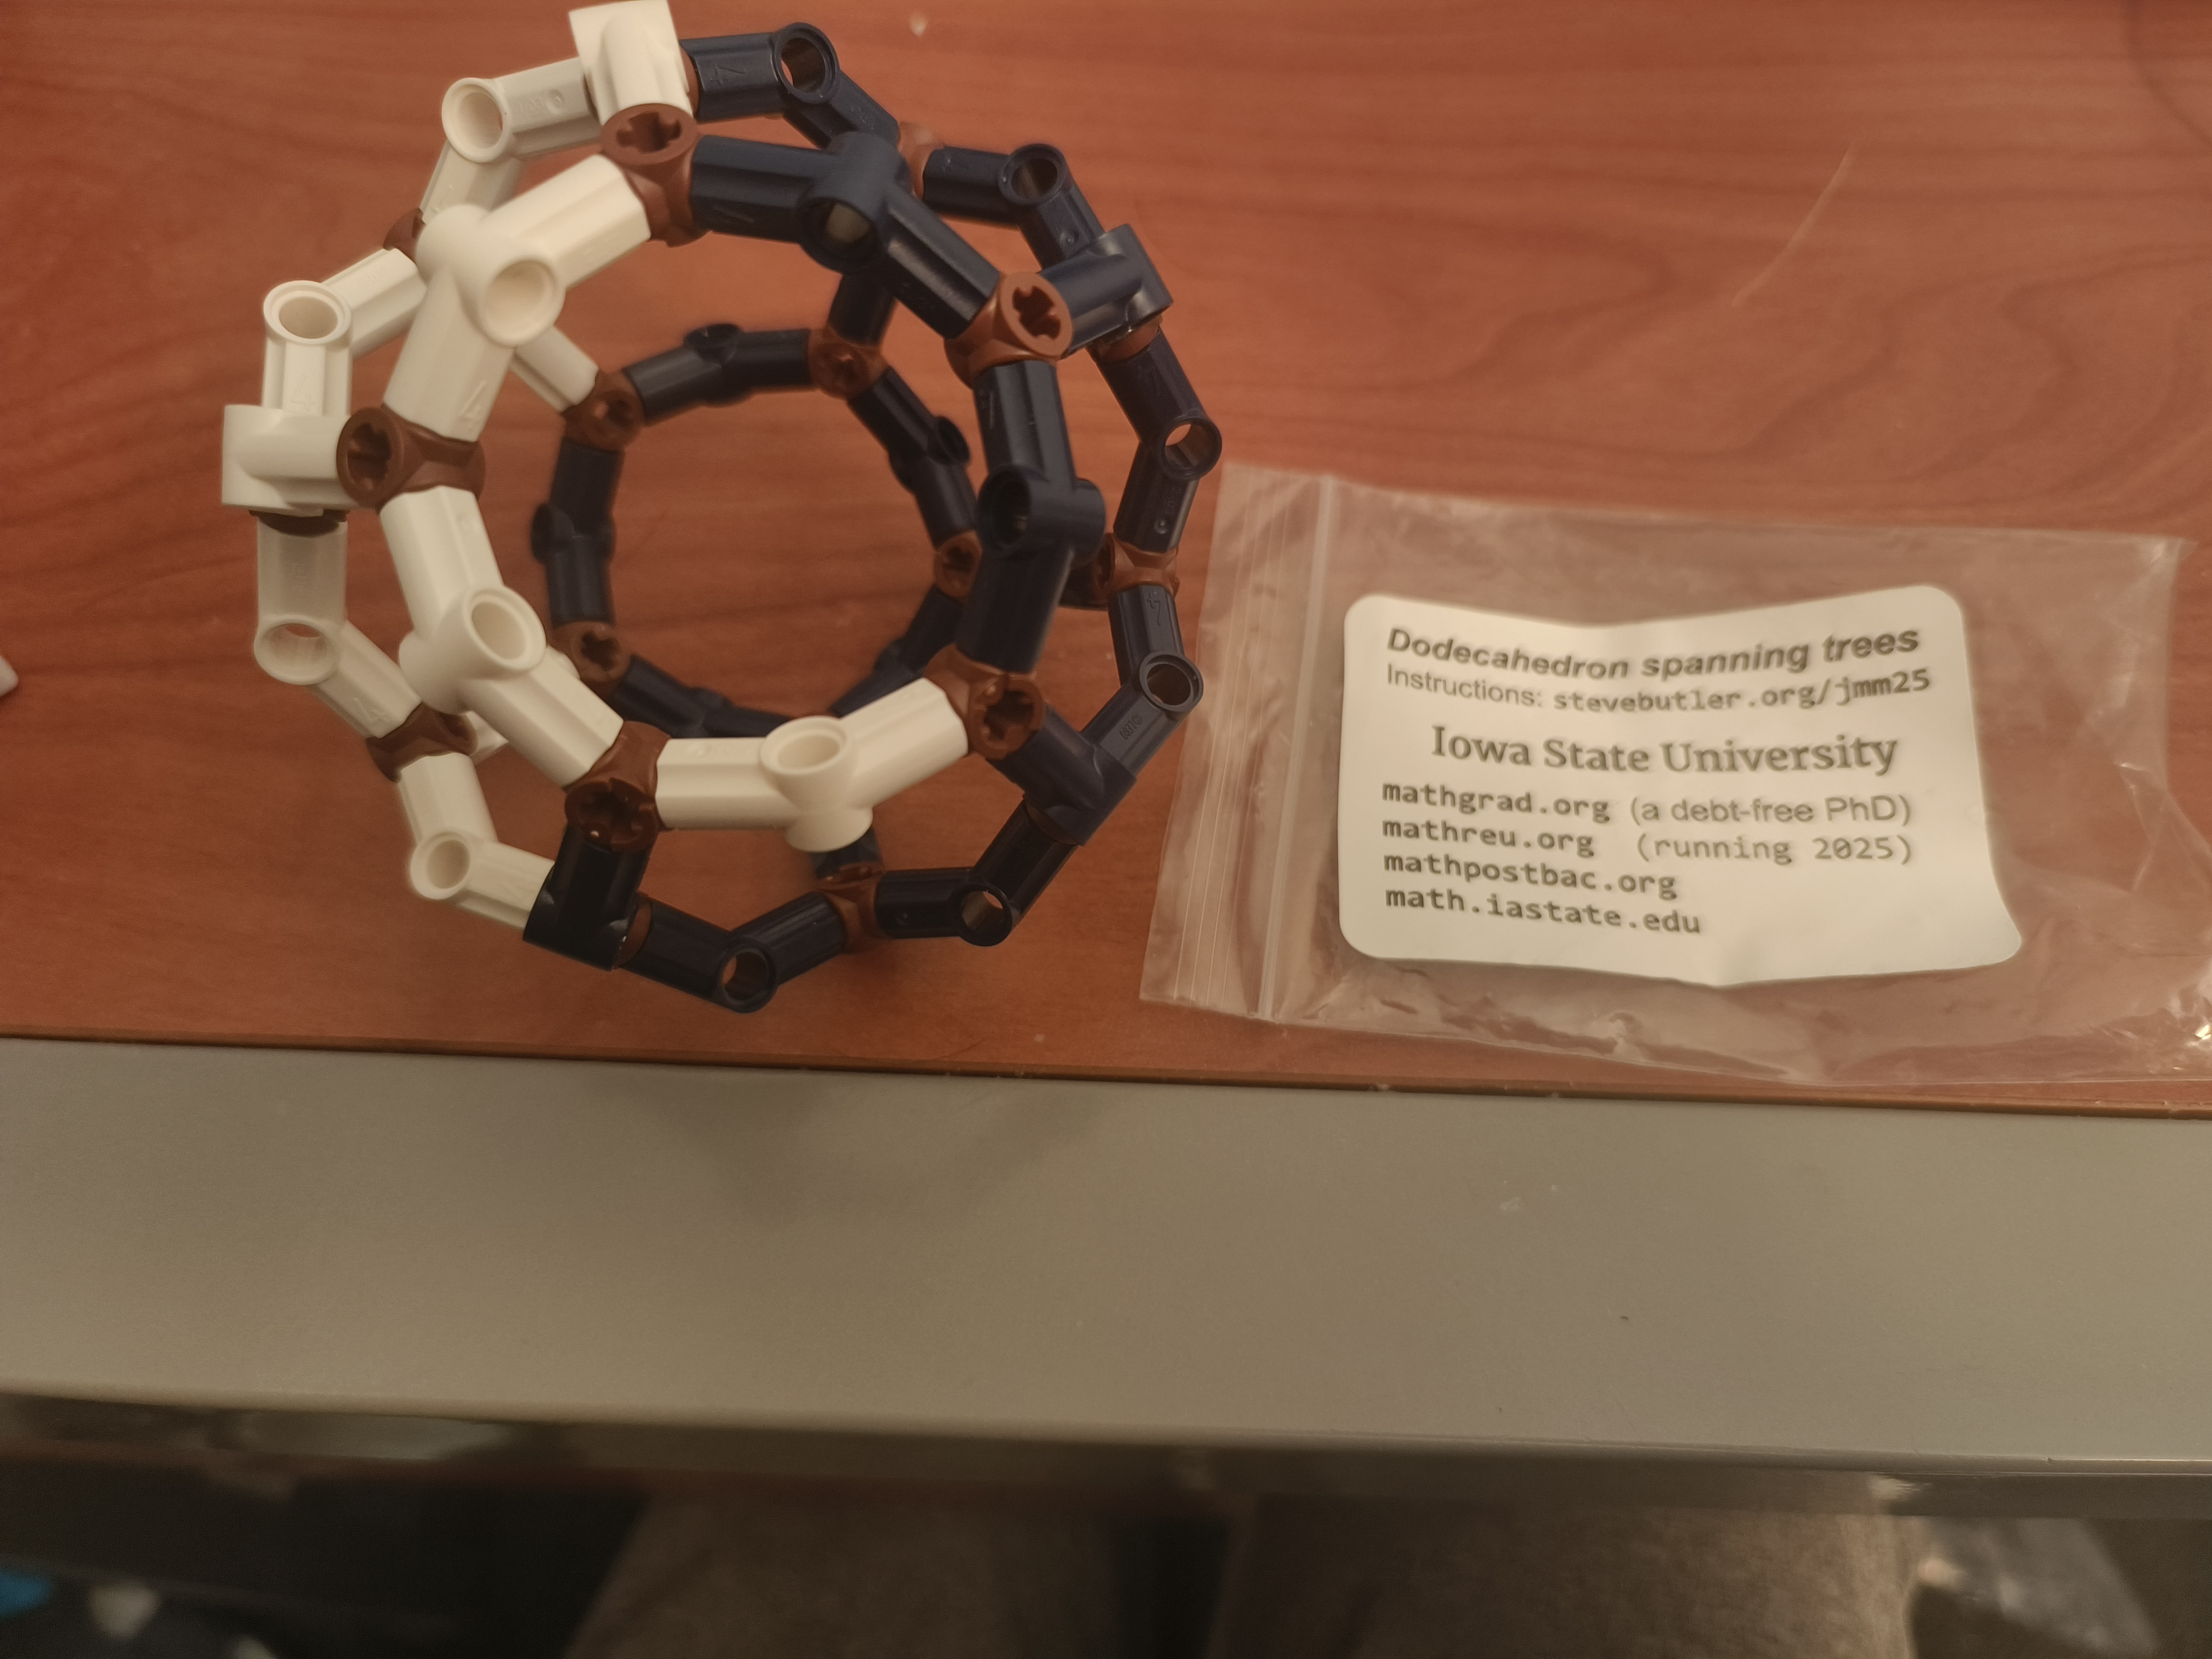 Dodecahedron spanning trees
Instructions: stevebutler.org/jmm25
Iowa State University
mathgrad.org (a debt-free PhD)
mathreu.org (running 2025)
mathpostbac.org
math.iastate.edu